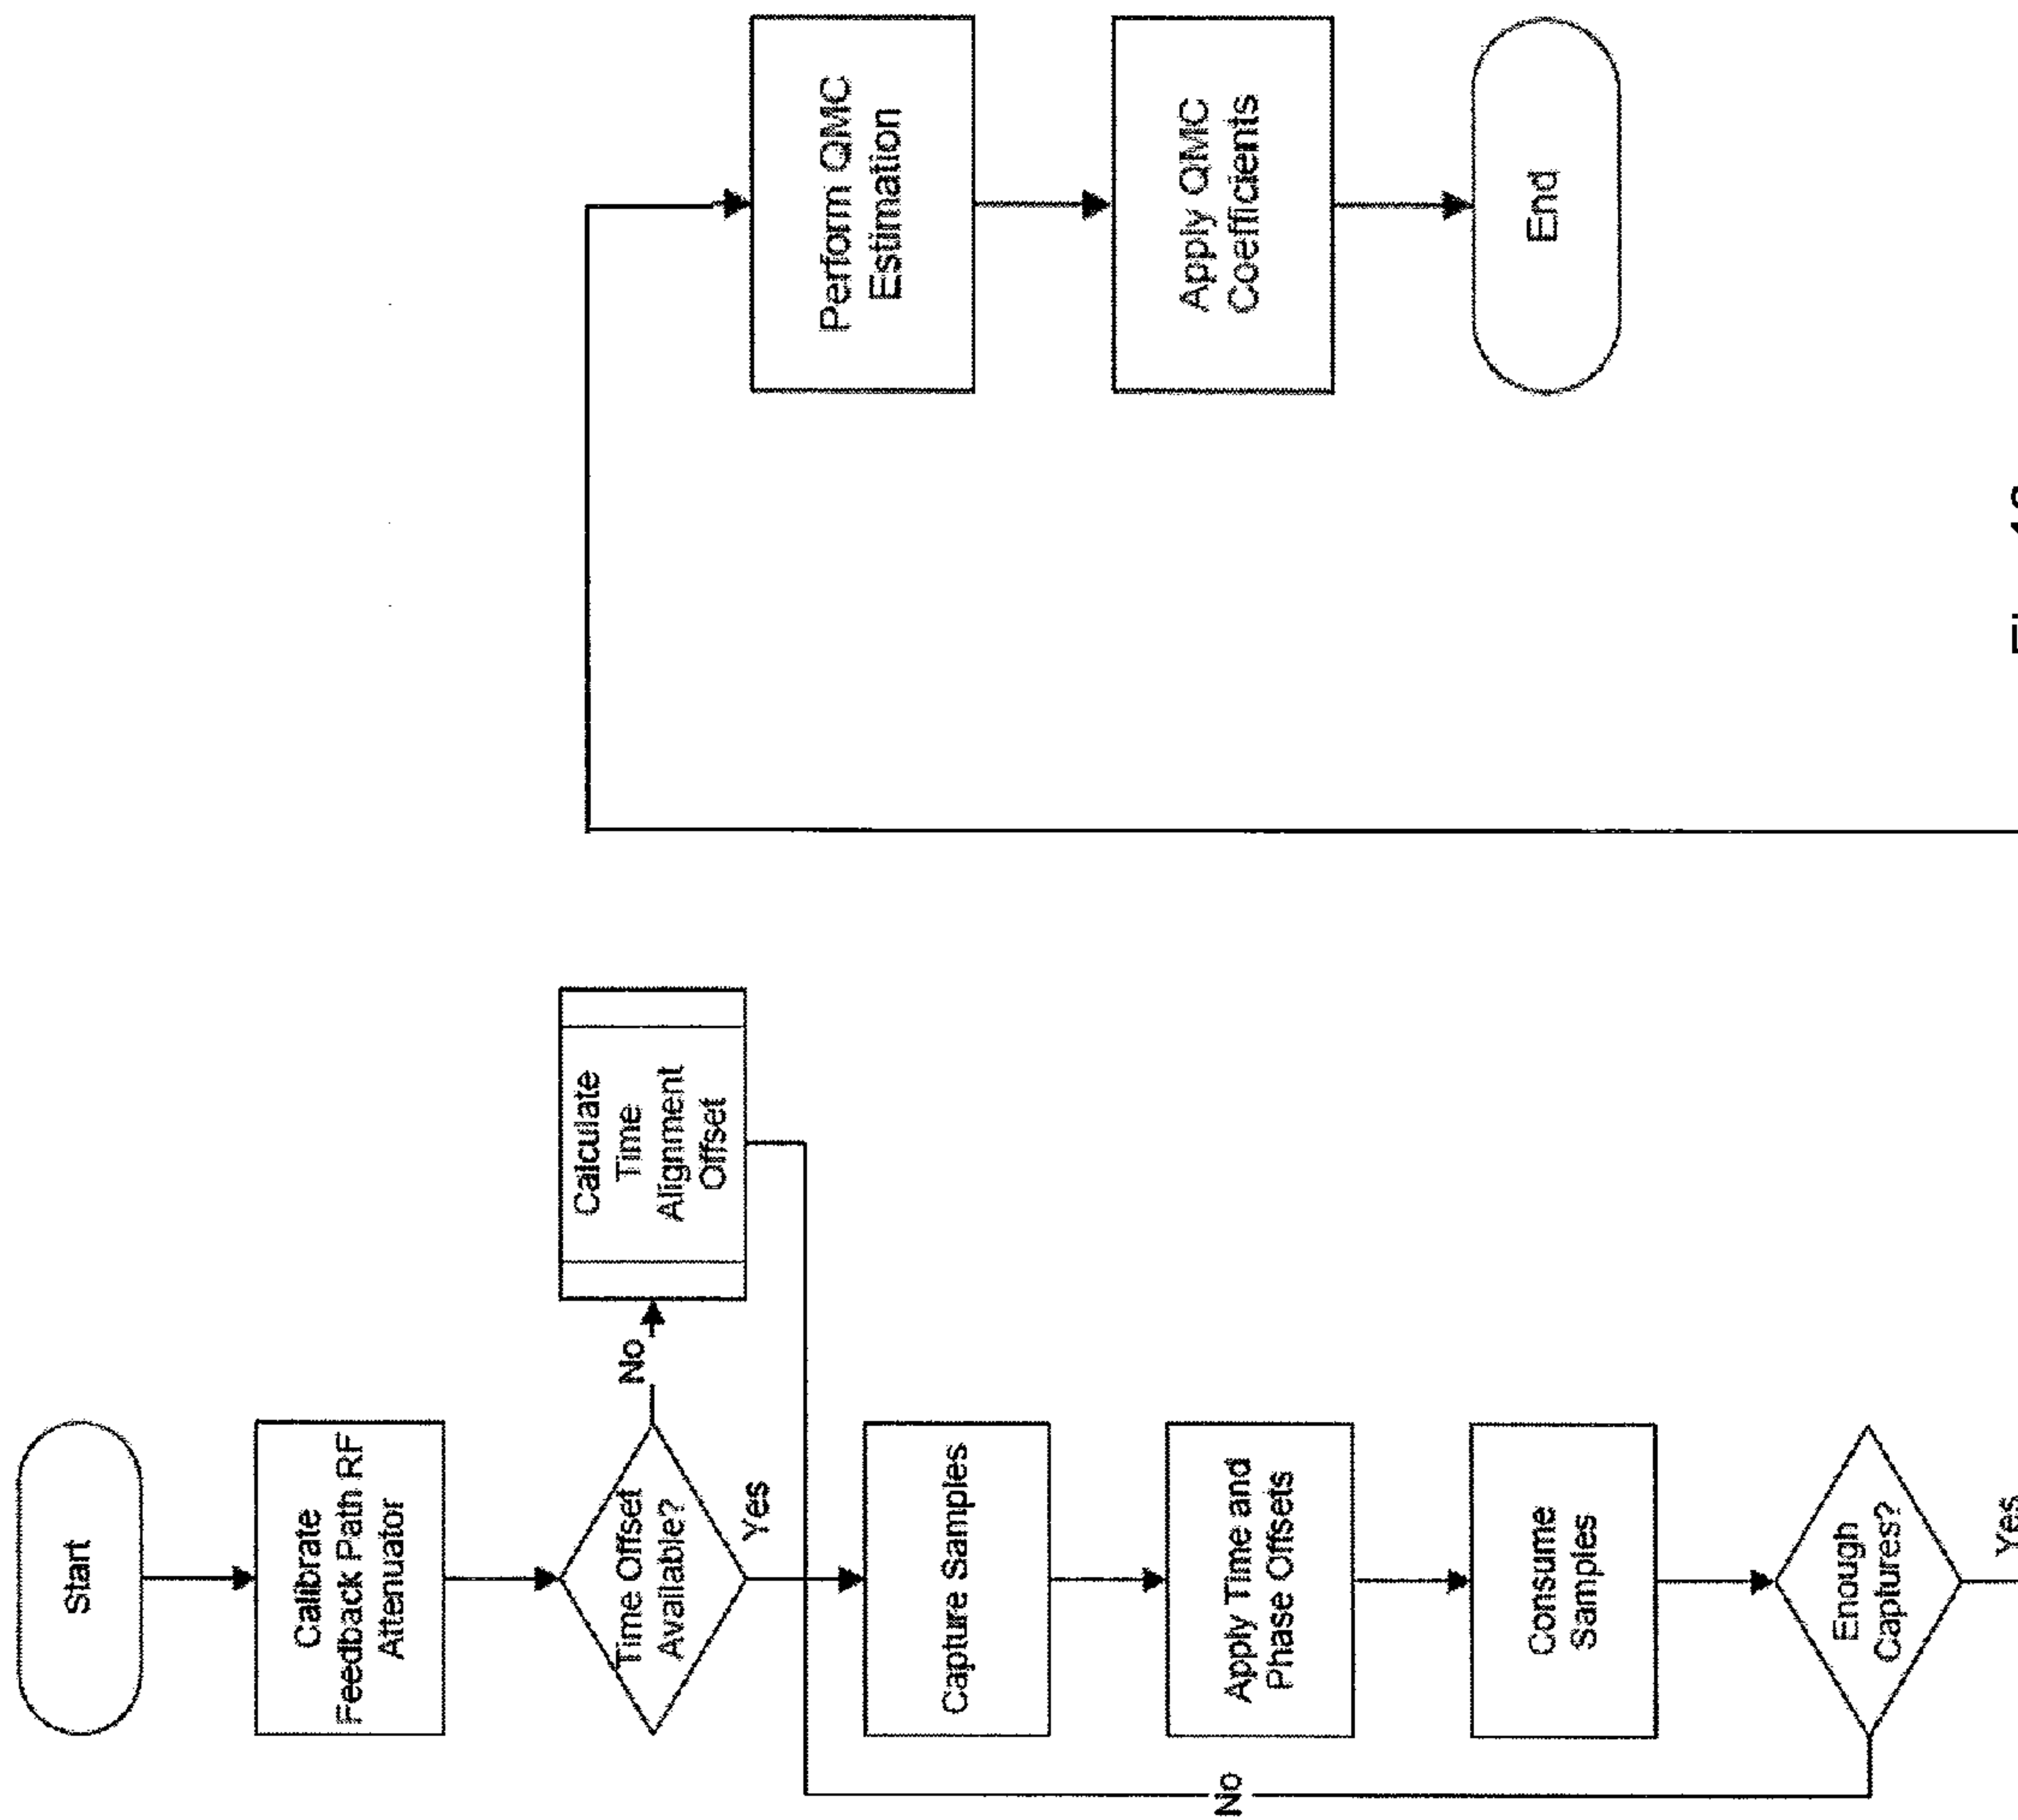 Start
Calibrate
Feedback Path RF
Attenuator
Time Offset
Available?
No
Calculate
Time
Alignment
Offset
Yes
Capture Samples
Apply Time and
Phase Offsets
Consume
Samples
Enough
Captures?
No
Yes
Perform QMC
Estimation
Apply QMC
Coefficients
End